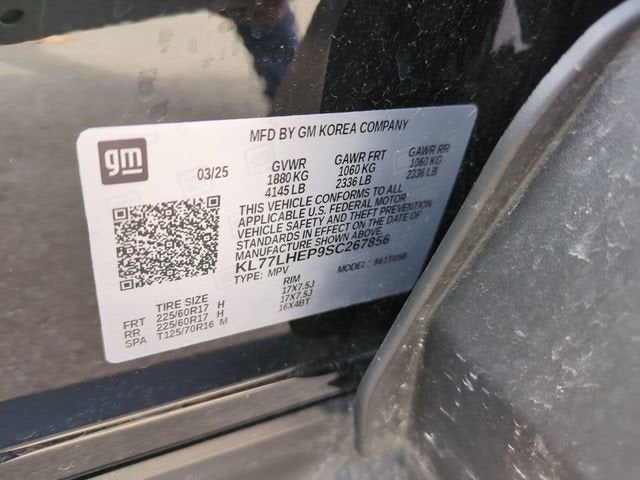 MFD BY GM KOREA COMPANY
gm
03/25
GVWR GAWR FRT GAWR RR
1880 KG 1060 KG 1060 KG
4145 LB 2336 LB 2336 LB
THIS VEHICLE CONFORMS TO ALL
APPLICABLE U.S. FEDERAL MOTOR
VEHICLE SAFETY AND THEFT PREVENTION
STANDARDS IN EFFECT ON THE DATE OF
MANUFACTURE SHOWN ABOVE.
KL77LHEP9SC267856
TYPE: MPV MODEL:
TIRE SIZE RIM
FRT 225/60R17 H 17X7.5J
RR 225/60R17 H 17X7.5J
SPA T125/70R16 M 16X4BT